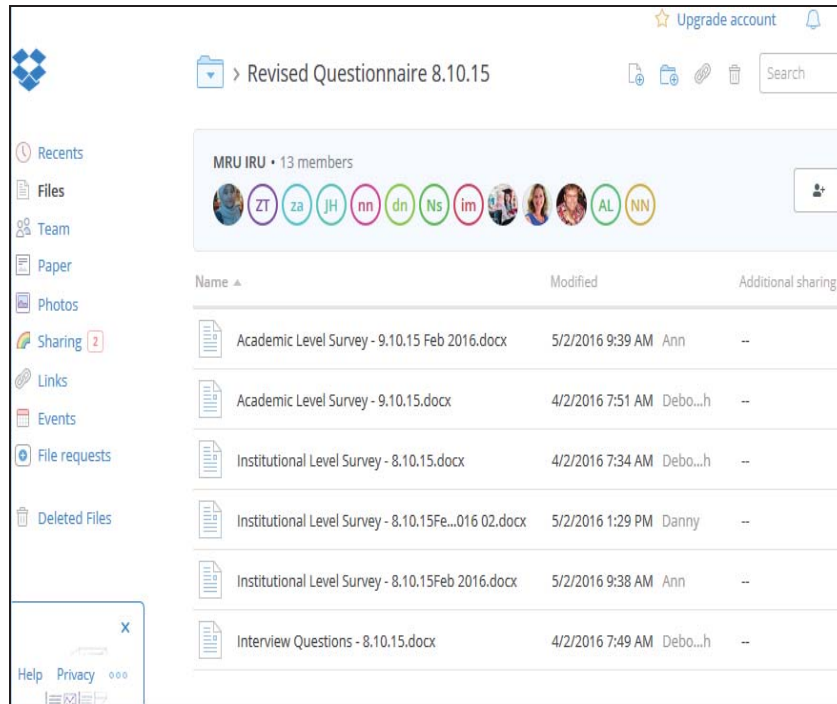 Upgrade account
> Revised Questionnaire 8.10.15
Search
Recents
Files
Team
Paper
Photos
Sharing 2
Links
Events
File requests
Deleted Files
x
Help Privacy
MRU IRU • 13 members
ZT za JH nn dn Ns im AL NN
Name Modified Additional sharing
Academic Level Survey - 9.10.15 Feb 2016.docx 5/2/2016 9:39 AM Ann --
Academic Level Survey - 9.10.15.docx 4/2/2016 7:51 AM Debo...h --
Institutional Level Survey - 8.10.15.docx 4/2/2016 7:34 AM Debo...h --
Institutional Level Survey - 8.10.15Fe...016 02.docx 5/2/2016 1:29 PM Danny --
Institutional Level Survey - 8.10.15Feb 2016.docx 5/2/2016 9:38 AM Ann --
Interview Questions - 8.10.15.docx 4/2/2016 7:49 AM Debo...h --